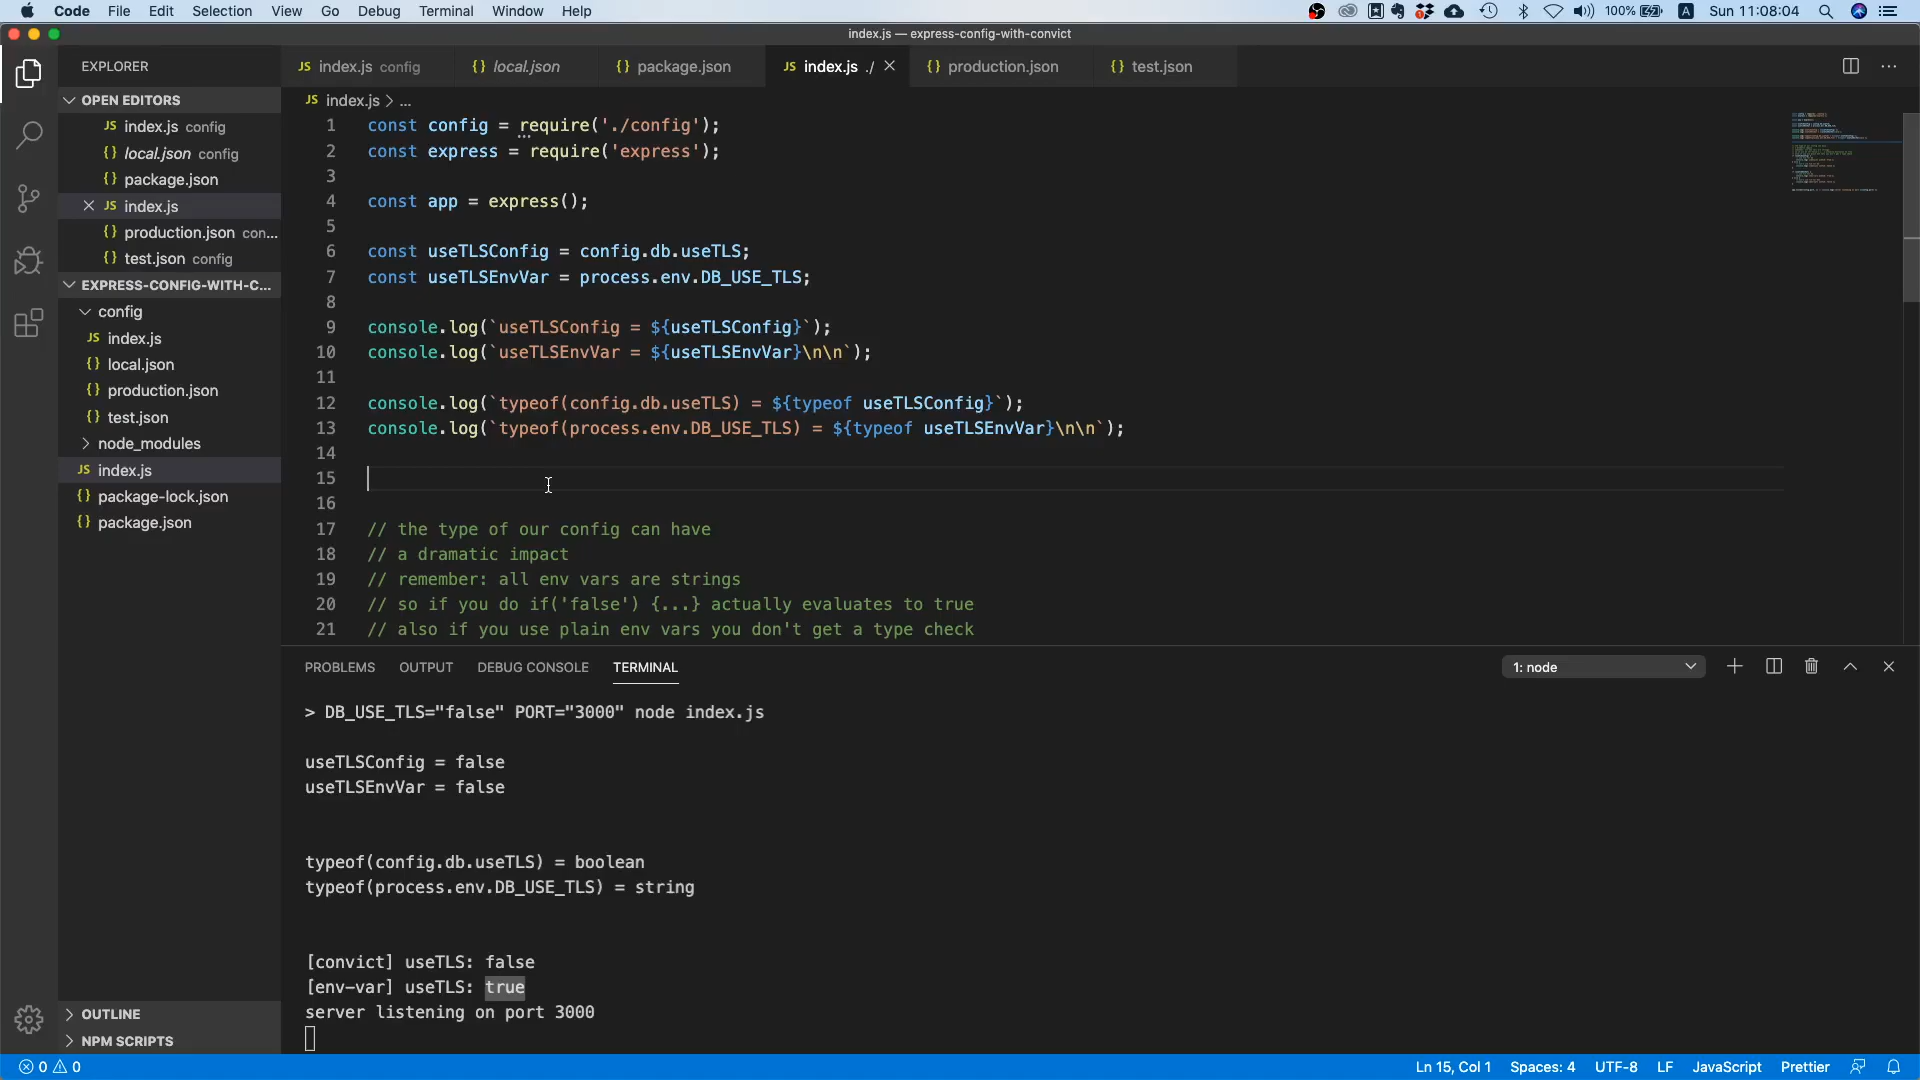 Code File Edit Selection View Go Debug Terminal Window Help
100% A Sun 11:08:04
index.js — express-config-with-convict
EXPLORER
OPEN EDITORS
JS index.js config
{} local.json config
{} package.json
JS index.js
{} production.json con...
{} test.json config
EXPRESS-CONFIG-WITH-C...
config
JS index.js
{} local.json
{} production.json
{} test.json
node_modules
JS index.js
{} package-lock.json
{} package.json
OUTLINE
NPM SCRIPTS
JS index.js config {} local.json {} package.json JS index.js ./ {} production.json {} test.json
JS index.js > ...
1 const config = require('./config');
2 const express = require('express');
3
4 const app = express();
5
6 const useTLSConfig = config.db.useTLS;
7 const useTLSEnvVar = process.env.DB_USE_TLS;
8
9 console.log(`useTLSConfig = ${useTLSConfig}`);
10 console.log(`useTLSEnvVar = ${useTLSEnvVar}\n\n`);
11
12 console.log(`typeof(config.db.useTLS) = ${typeof useTLSConfig}`);
13 console.log(`typeof(process.env.DB_USE_TLS) = ${typeof useTLSEnvVar}\n\n`);
14
15
16
17 // the type of our config can have
18 // a dramatic impact
19 // remember: all env vars are strings
20 // so if you do if('false') {...} actually evaluates to true
21 // also if you use plain env vars you don't get a type check
PROBLEMS OUTPUT DEBUG CONSOLE TERMINAL
1: node
> DB_USE_TLS="false" PORT="3000" node index.js
useTLSConfig = false
useTLSEnvVar = false
typeof(config.db.useTLS) = boolean
typeof(process.env.DB_USE_TLS) = string
[convict] useTLS: false
[env-var] useTLS: true
server listening on port 3000
0 0
Ln 15, Col 1 Spaces: 4 UTF-8 LF JavaScript Prettier